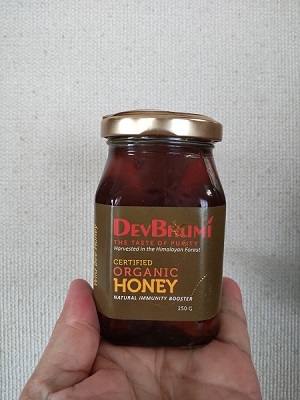 DEVBHUMI
THE TASTE OF PURITY
Harvested in the Himalayan Forest
CERTIFIED
ORGANIC
HONEY
NATURAL IMMUNITY BOOSTER
250 G